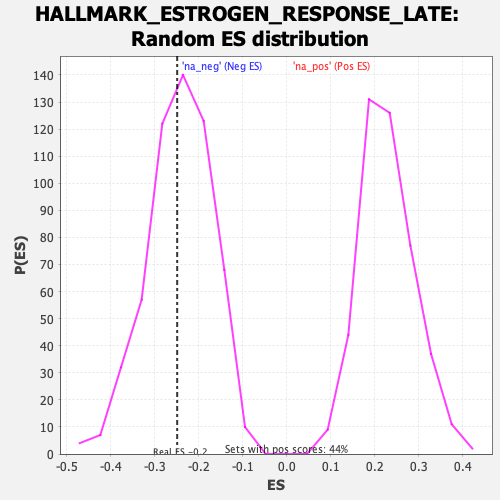 HALLMARK_ESTROGEN_RESPONSE_LATE:
Random ES distribution
'na_neg' (Neg ES) 'na_pos' (Pos ES)
140
130
120
110
100
90
80
70
60
50
40
30
20
10
0
P(ES)
Real ES -0.2
Sets with pos scores: 44%
-0.5 -0.4 -0.3 -0.2 -0.1 0.0 0.1 0.2 0.3 0.4
ES